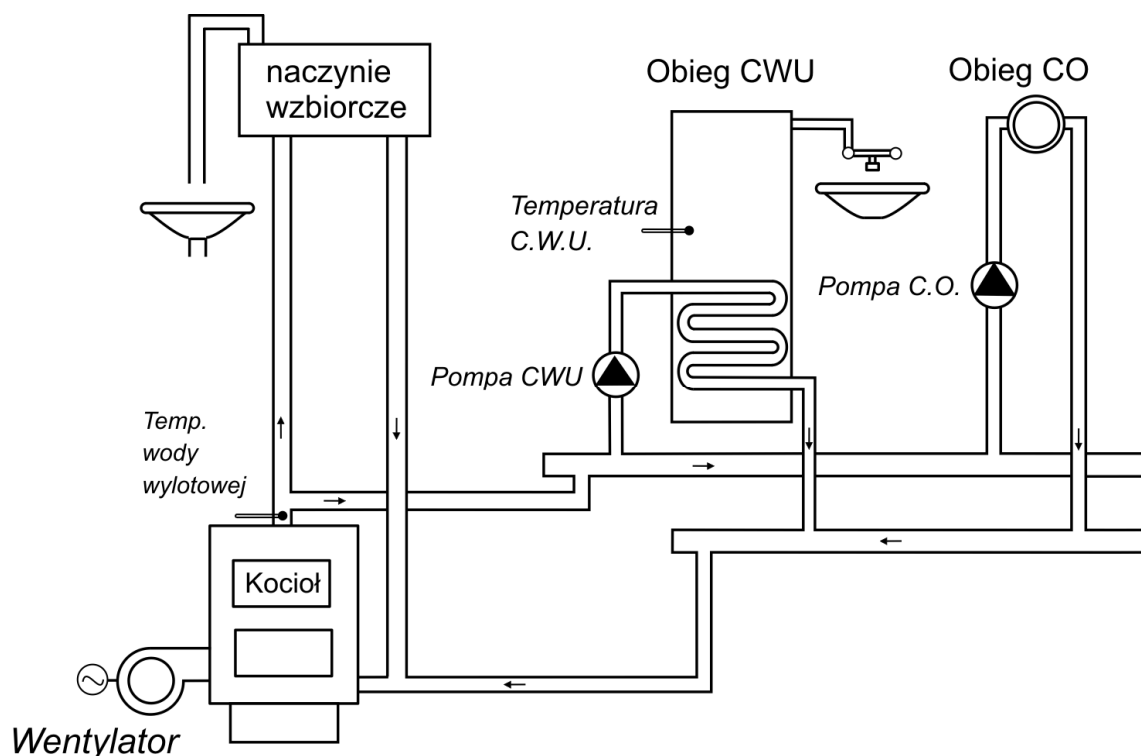 naczynie
wzbiorcze
Obieg CWU
Obieg CO
Temperatura
C.W.U.
Pompa C.O.
Pompa CWU
Temp.
wody
wylotowej
Kocioł
Wentylator